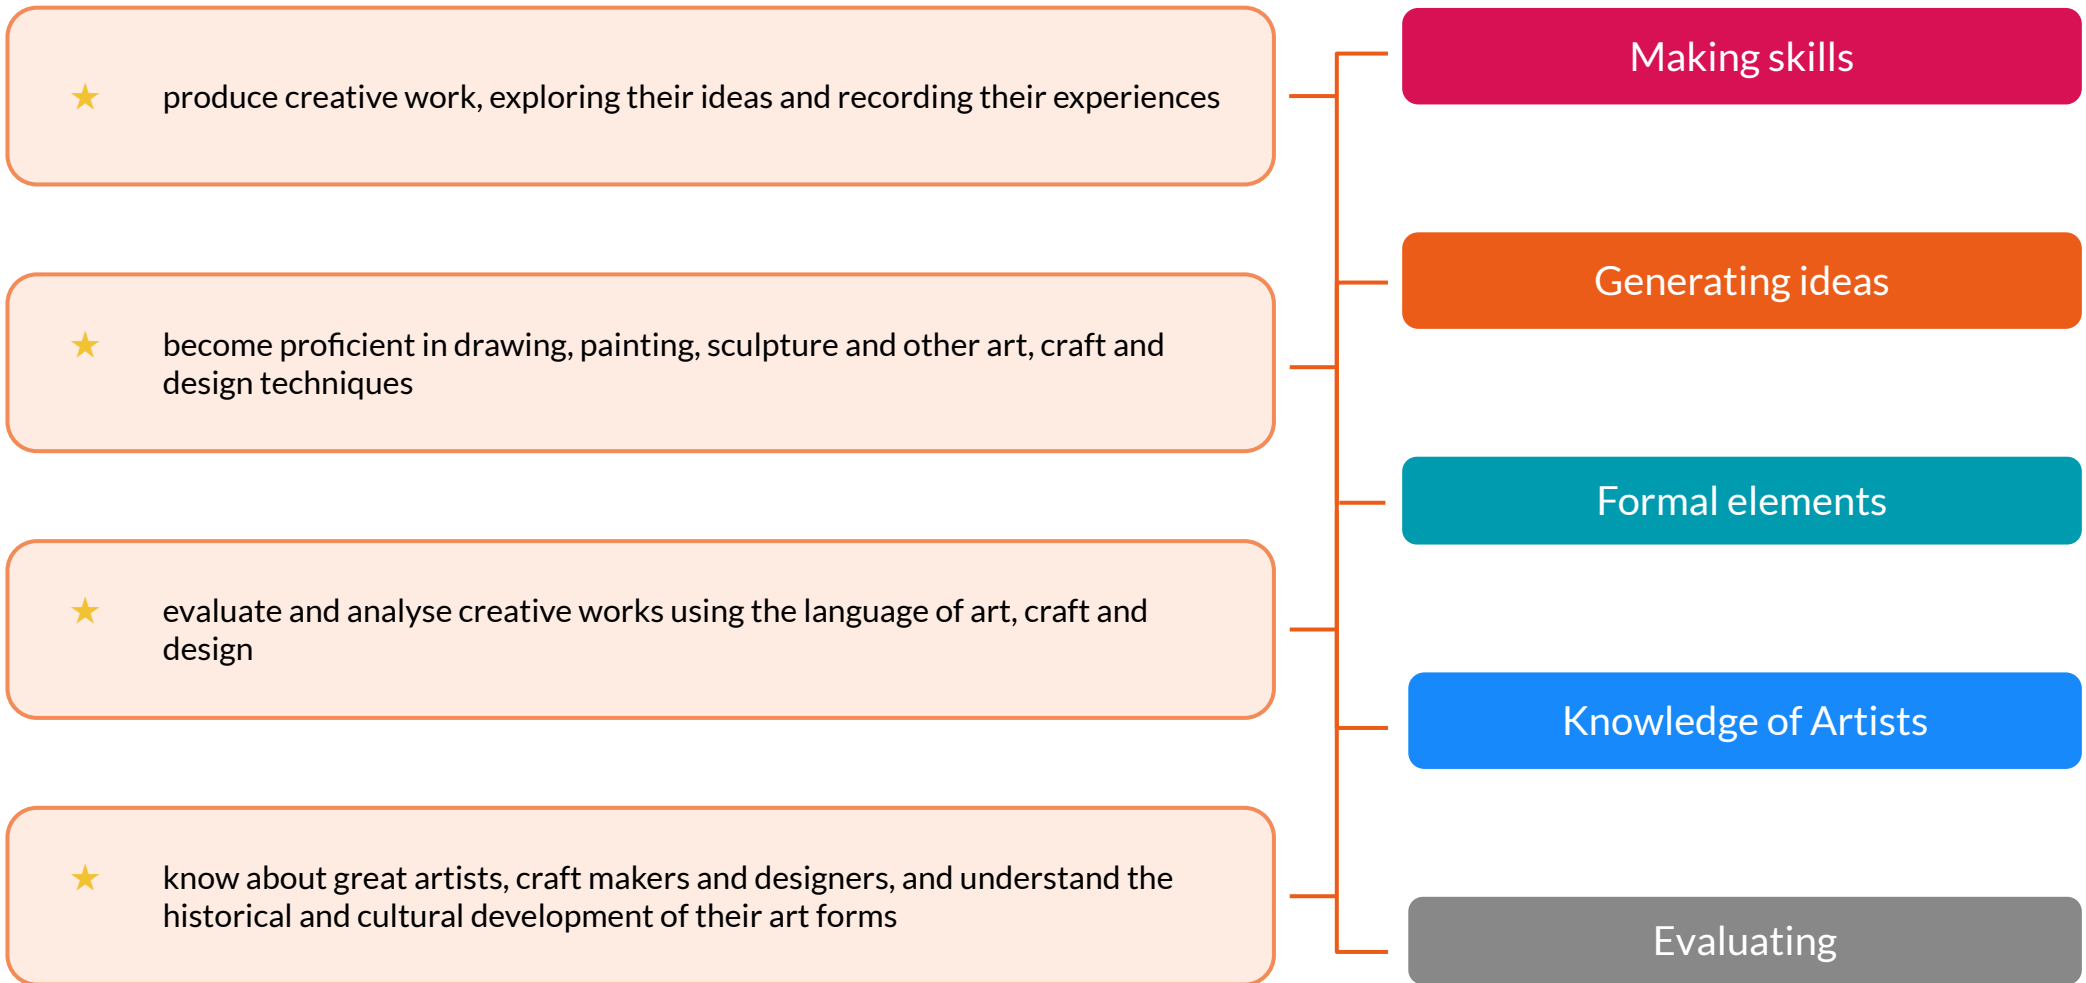 produce creative work, exploring their ideas and recording their experiences
become proficient in drawing, painting, sculpture and other art, craft and
design techniques
evaluate and analyse creative works using the language of art, craft and
design
know about great artists, craft makers and designers, and understand the
historical and cultural development of their art forms
Making skills
Generating ideas
Formal elements
Knowledge of Artists
Evaluating